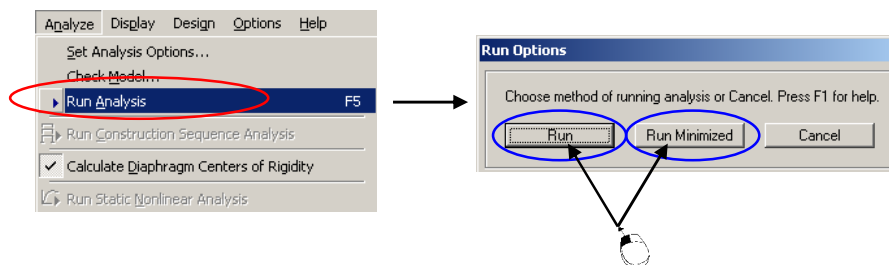 Analyze Display Design Options Help
Set Analysis Options...
Check Model...
Run Analysis F5
Run Construction Sequence Analysis
Calculate Diaphragm Centers of Rigidity
Run Static Nonlinear Analysis
Run Options
Choose method of running analysis or Cancel. Press F1 for help.
Run Run Minimized Cancel